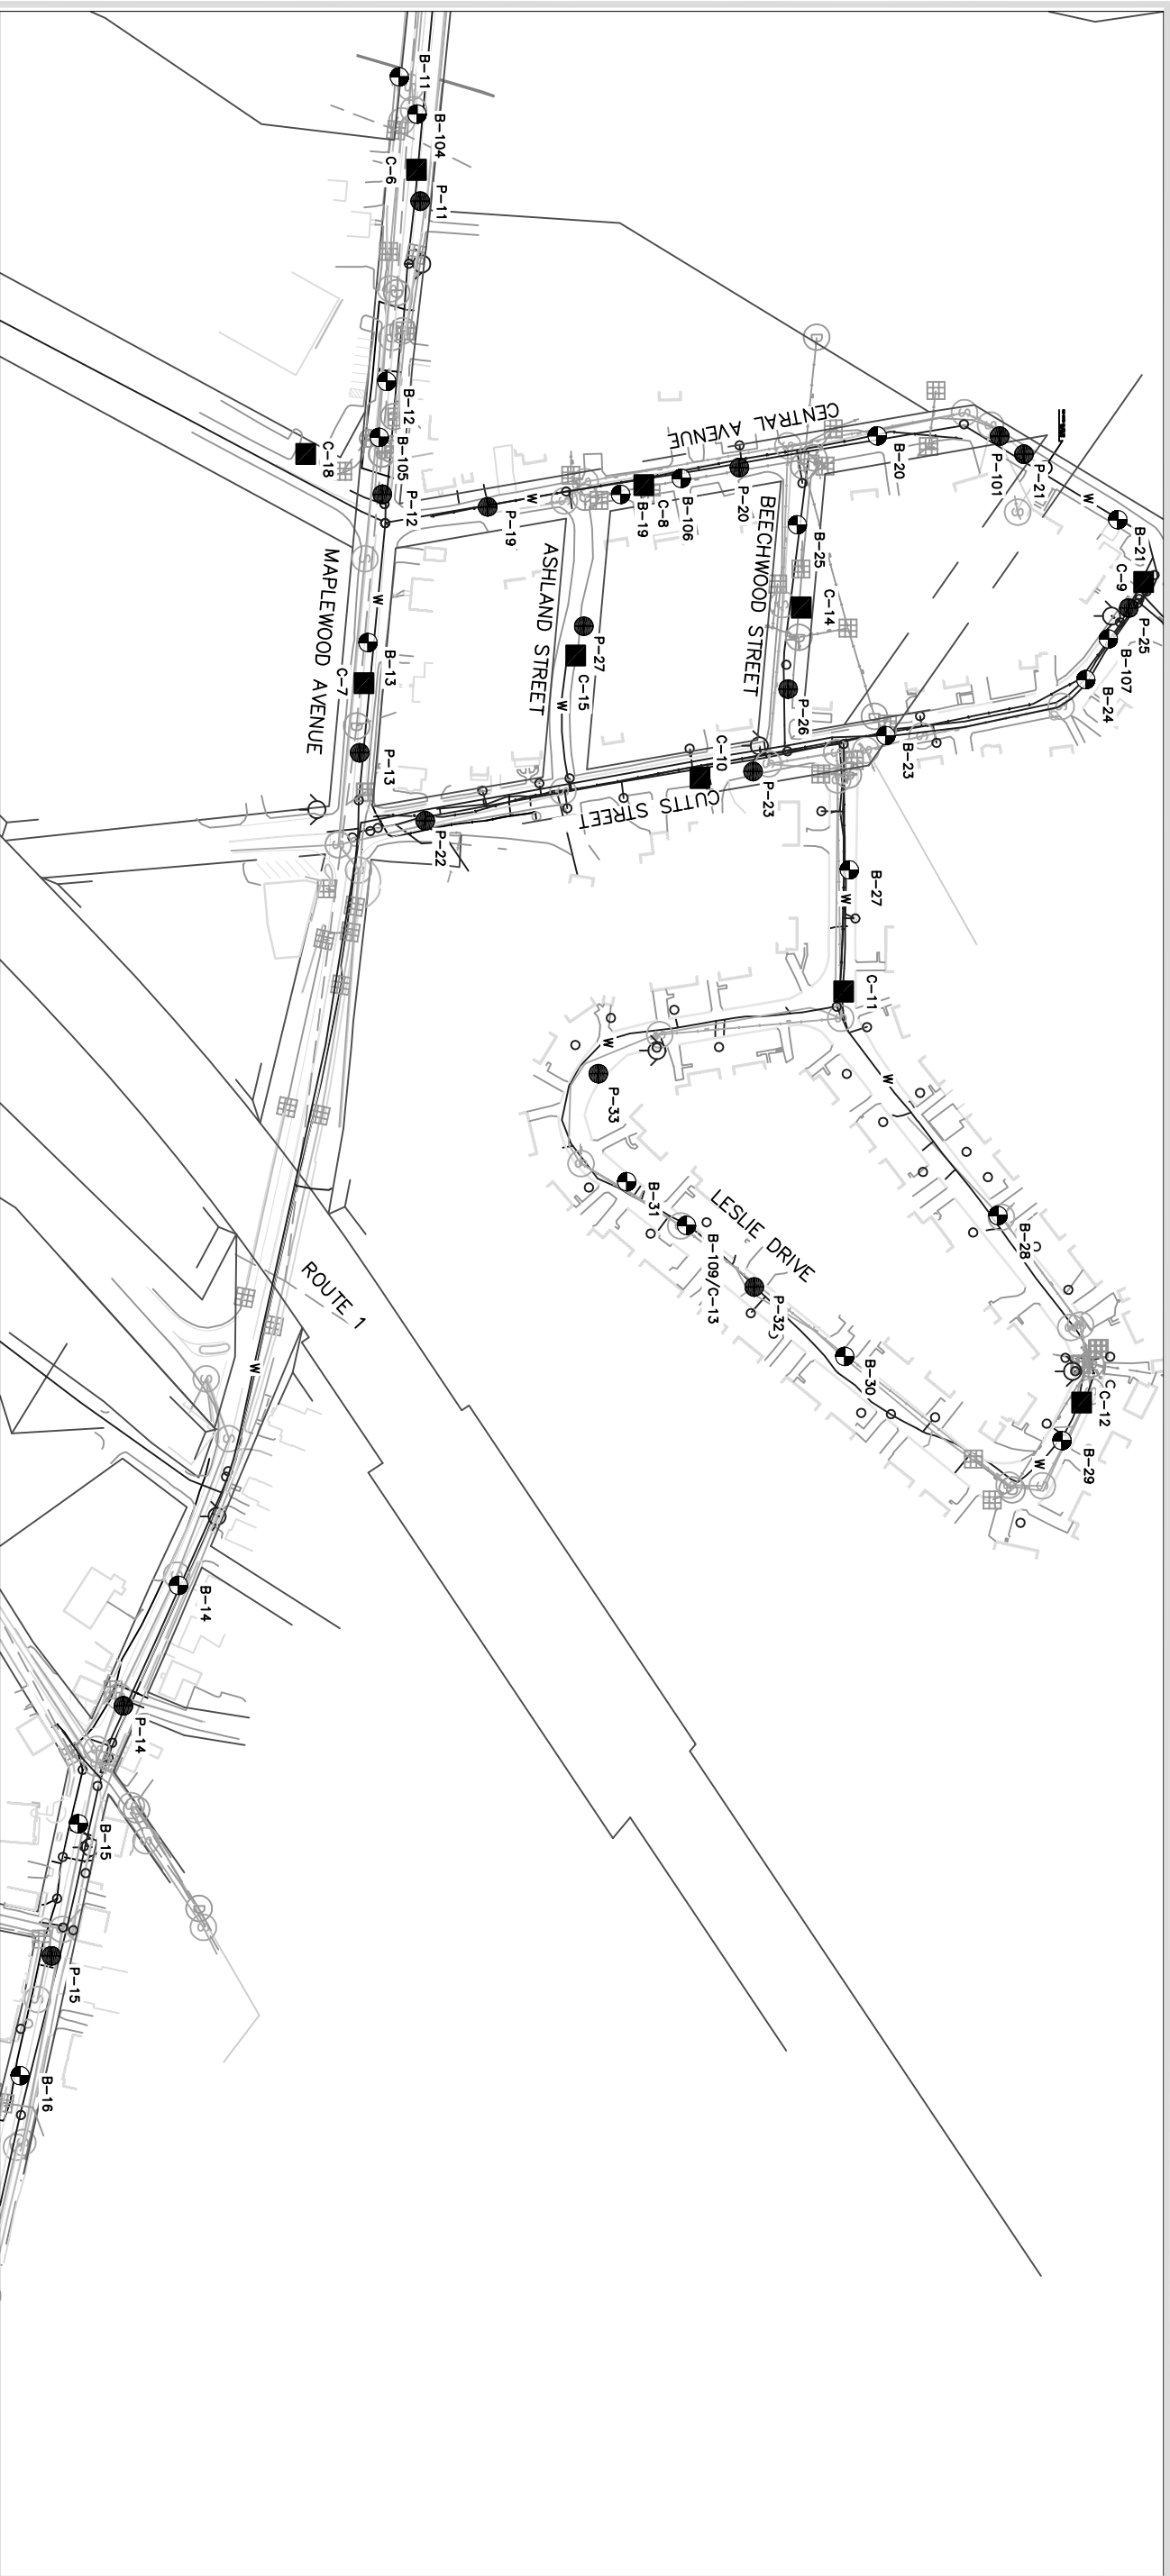 B-11
B-104
C-6
P-11
B-12
B-105
C-18
P-12
CENTRAL AVENUE
B-20
P-101
P-21
W
B-21
C-9
P-25
B-107
B-24
P-19
W
B-19
C-8
B-106
P-20
BEECHWOOD STREET
B-25
C-14
P-26
ASHLAND STREET
P-27
C-15
W
MAPLEWOOD AVENUE
W
B-13
C-7
P-13
C-10
P-23
B-23
CUTTS STREET
P-22
B-27
W
C-11
W
W
P-33
B-31
LESLIE DRIVE
B-109/C-13
P-32
B-30
B-28
C-12
B-29
W
ROUTE 1
W
B-14
P-14
B-15
P-15
B-16
S
S
S
S
S
S
D
D
D